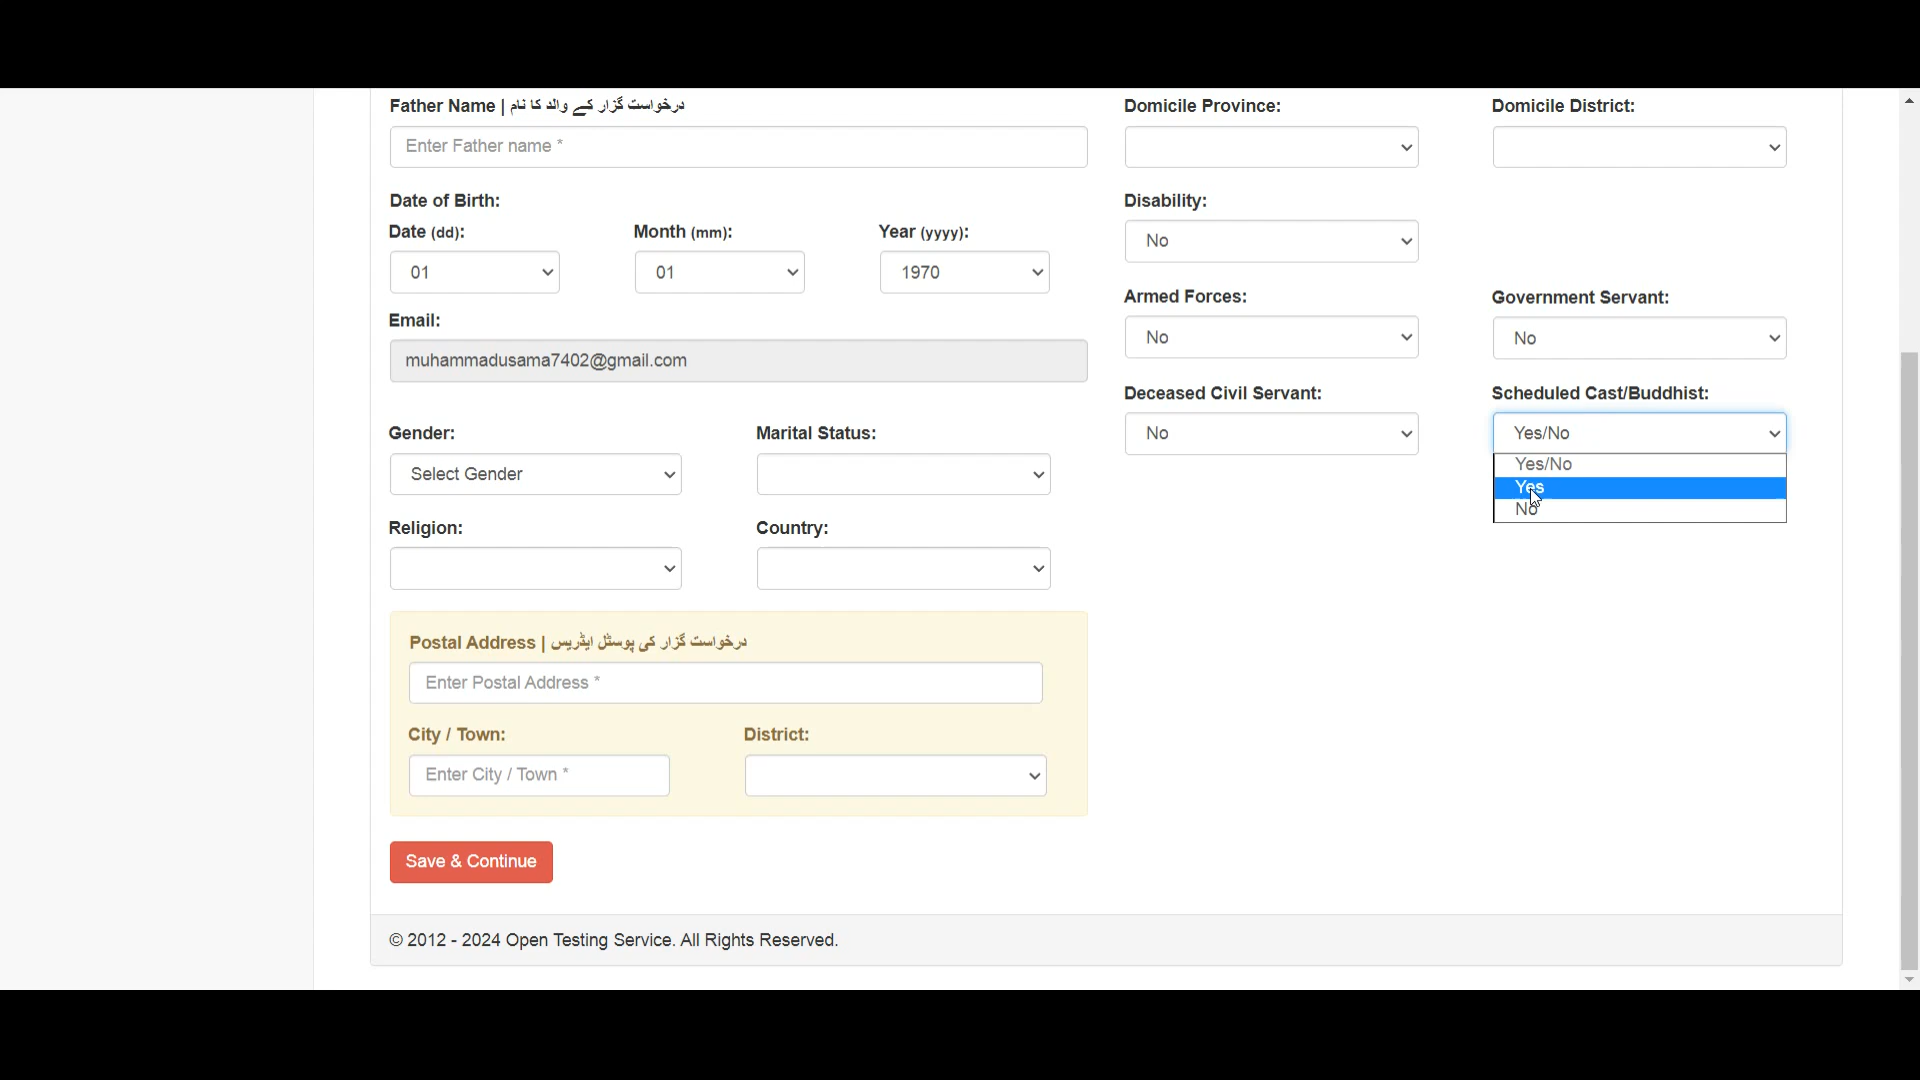 Father Name | درخواست گزار کے والد کا نام
Enter Father name *
Date of Birth:
Date (dd):
Month (mm):
Year (yyyy):
01
01
1970
Email:
muhammadusama7402@gmail.com
Gender:
Marital Status:
Select Gender
Religion:
Country:
Postal Address | درخواست گزار کی پوسٹل ایڈریس
Enter Postal Address *
City / Town:
District:
Enter City / Town *
Save & Continue
Domicile Province:
Domicile District:
Disability:
No
Armed Forces:
Government Servant:
No
No
Deceased Civil Servant:
Scheduled Cast/Buddhist:
No
Yes/No
Yes/No
Yes
No
© 2012 - 2024 Open Testing Service. All Rights Reserved.